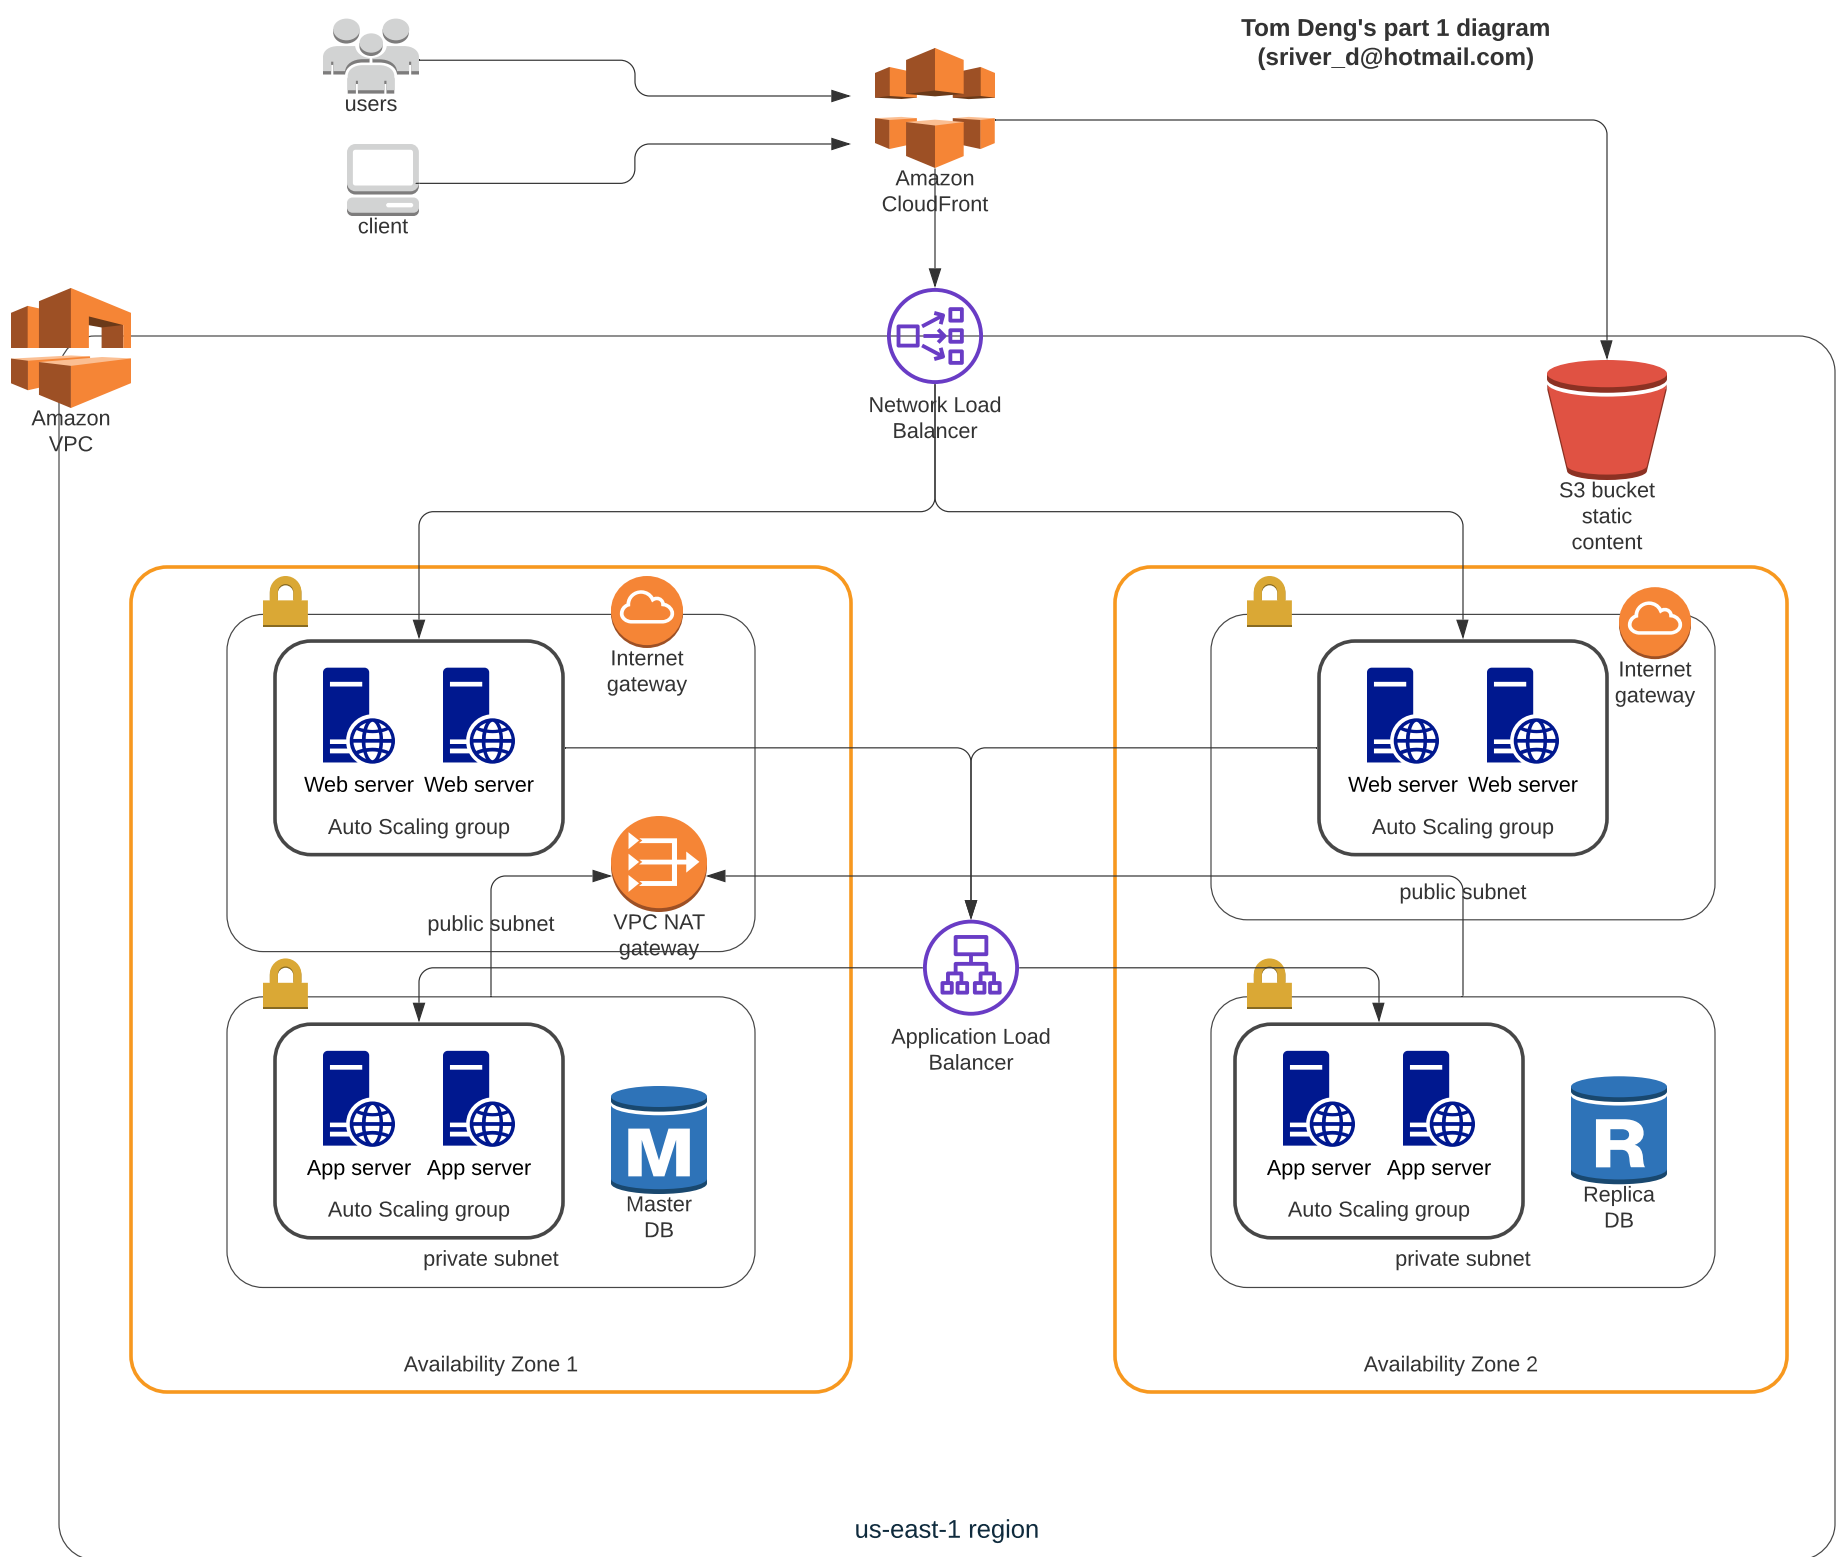 Tom Deng's part 1 diagram
(sriver_d@hotmail.com)
users
client
Amazon
CloudFront
Amazon
VPC
Network Load
Balancer
S3 bucket
static
content
Internet
gateway
Web server Web server
Auto Scaling group
VPC NAT
gateway
public subnet
Internet
gateway
Web server Web server
Auto Scaling group
public subnet
Application Load
Balancer
App server App server
Auto Scaling group
Master
DB
private subnet
Availability Zone 1
M
App server App server
Auto Scaling group
R
Replica
DB
private subnet
Availability Zone 2
us-east-1 region